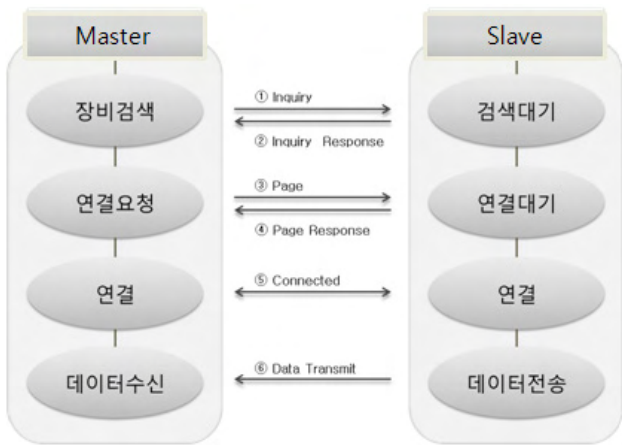 Master
Slave
장비검색
① Inquiry
② Inquiry Response
검색대기
연결요청
③ Page
④ Page Response
연결대기
연결
⑤ Connected
연결
데이터수신
⑥ Data Transmit
데이터전송